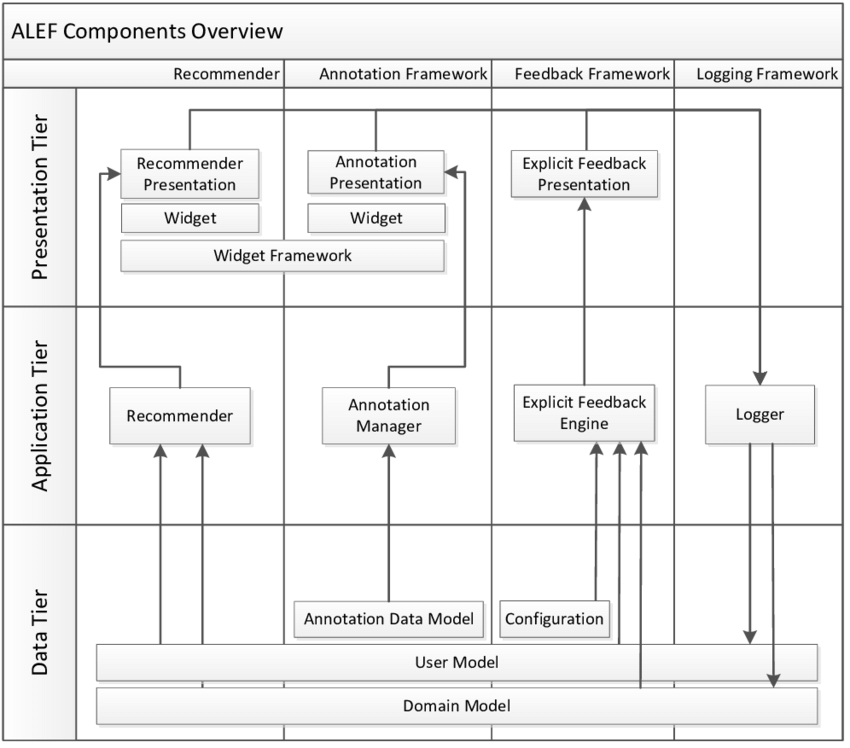 ALEF Components Overview
Recommender
Annotation Framework
Feedback Framework
Logging Framework
Presentation Tier
Recommender
Presentation
Annotation
Presentation
Explicit Feedback
Presentation
Widget
Widget
Widget Framework
Application Tier
Recommender
Annotation
Manager
Explicit Feedback
Engine
Logger
Data Tier
Annotation Data Model
Configuration
User Model
Domain Model